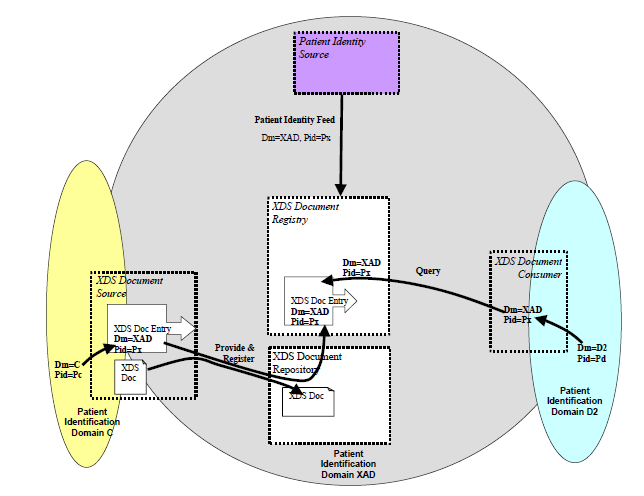 Patient Identity
Source
Patient Identity Feed
Dm=XAD, Pid=Px
XDS Document
Registry
Dm=XAD
Pid=Px
XDS Doc Entry
Dm=XAD
Pid=Px
Query
XDS Document
Consumer
Dm=XAD
Pid=Px
Dm=D2
Pid=Pd
Patient
Identification
Domain D2
XDS Document
Source
XDS Doc Entry
Dm=XAD
Pid=Px
XDS
Doc
Dm=C
Pid=Pc
Patient
Identification
Domain C
Provide &
Register
XDS Document
Repository
XDS Doc
Patient
Identification
Domain XAD